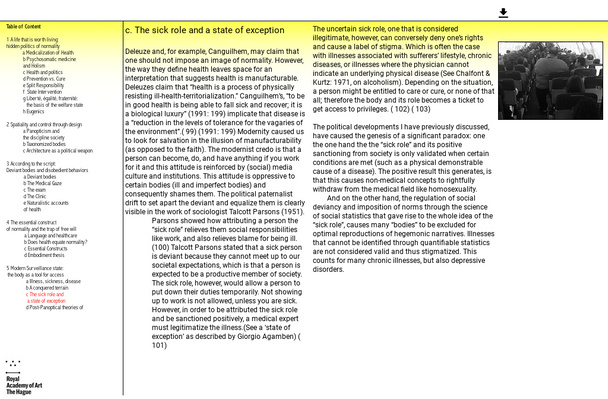 Table of Content
1 A life that is worth living:
hidden politics of normality
a Medicalization of Health
b Psychosomatic medicine
and Holism
c Health and politics
d Prevention vs. Cure
e Split Responsibility
f State Intervention
g Liberté, égalité, fraternité:
the basis of the welfare state
h Eugenics
2 Spatiality and control through design
a Panopticism and
the discipline society
b Taxonomized bodies
c Architecture as a political weapon
3 According to the script:
Deviant bodies and disobedient behaviors
a Deviant bodies
b The Medical Gaze
c The exam
d The Clinic
e Naturalistic accounts
of health
4 The essential construct
of normality and the trap of free will
a Language and healthcare
b Does health equate normality?
c Essential Constructs
d Embodiment thesis
5 Modern Surveillance state:
the body as a tool for access
a Illness, sickness, disease
b A conquered terrain
c The sick role and
a state of exception
d Post-Panoptical theories of
Royal
Academy of Art
The Hague
c. The sick role and a state of exception
Deleuze and, for example, Canguilhem, may claim that
one should not impose an image of normality. However,
the way they define health leaves space for an
interpretation that suggests health is manufacturable.
Deleuzes claim that "health is a process of physically
resisting ill-health-territorialization." Canguilhem's, "to be
in good health is being able to fall sick and recover; it is
a biological luxury" (1991: 199) implicate that disease is
a "reduction in the levels of tolerance for the vagaries of
the environment".( 99) (1991: 199) Modernity caused us
to look for salvation in the illusion of manufacturability
(as opposed to the faith). The modernist credo is that a
person can become, do, and have anything if you work
for it and this attitude is reinforced by (social) media
culture and institutions. This attitude is oppressive to
certain bodies (ill and imperfect bodies) and
consequently shames them. The political paternalist
drift to set apart the deviant and equalize them is clearly
visible in the work of sociologist Talcott Parsons (1951).
Parsons showed how attributing a person the
"sick role" relieves them social responsibilities
like work, and also relieves blame for being ill.
(100) Talcott Parsons stated that a sick person
is deviant because they cannot meet up to our
societal expectations, which is that a person is
expected to be a productive member of society.
The sick role, however, would allow a person to
put down their duties temporarily. Not showing
up to work is not allowed, unless you are sick.
However, in order to be attributed the sick role
and be sanctioned positively, a medical expert
must legitimatize the illness.(See a 'state of
exception' as described by Giorgio Agamben) (
101)
The uncertain sick role, one that is considered
illegitimate, however, can conversely deny one's rights
and cause a label of stigma. Which is often the case
with illnesses associated with sufferers' lifestyle, chronic
diseases, or illnesses where the physician cannot
indicate an underlying physical disease (See Chalfont &
Kurtz: 1971, on alcoholism). Depending on the situation,
a person might be entitled to care or cure, or none of that
all; therefore the body and its role becomes a ticket to
get access to privileges. ( 102) ( 103)
The political developments I have previously discussed,
have caused the genesis of a significant paradox: one
the one hand the the "sick role" and its positive
sanctioning from society is only validated when certain
conditions are met (such as a physical demonstrable
cause of a disease). The positive result this generates, is
that this causes non-medical concepts to rightfully
withdraw from the medical field like homosexuality.
And on the other hand, the regulation of social
deviancy and imposition of norms through the science
of social statistics that gave rise to the whole idea of the
"sick role", causes many "bodies" to be excluded for
optimal reproductions of hegemonic narratives. Illnesses
that cannot be identified through quantifiable statistics
are not considered valid and thus stigmatized. This
counts for many chronic illnesses, but also depressive
disorders.